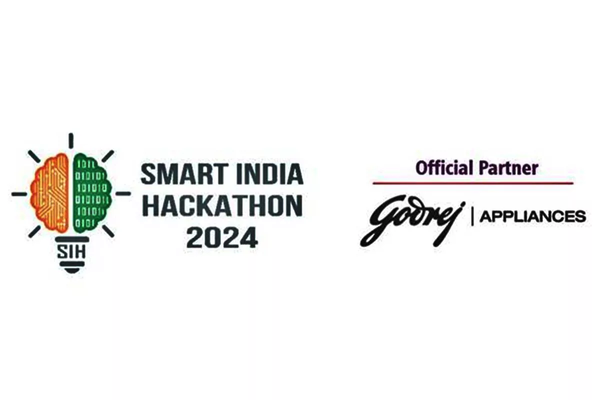 SMART INDIA
HACKATHON
2024
SIH
Official Partner
Godrej | APPLIANCES